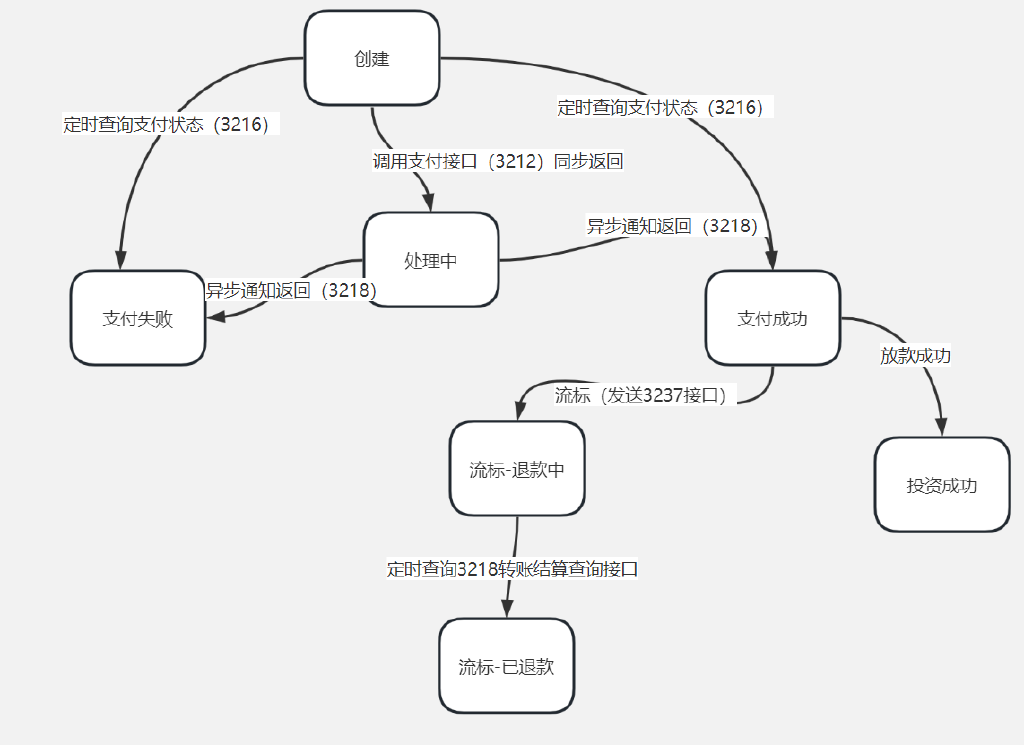 创建
定时查询支付状态（3216）
定时查询支付状态（3216）
调用支付接口（3212）同步返回
异步通知返回（3218）
处理中
异步通知返回（3218）
支付失败
支付成功
放款成功
流标（发送3237接口）
流标-退款中
投资成功
定时查询3218转账结算查询接口
流标-已退款